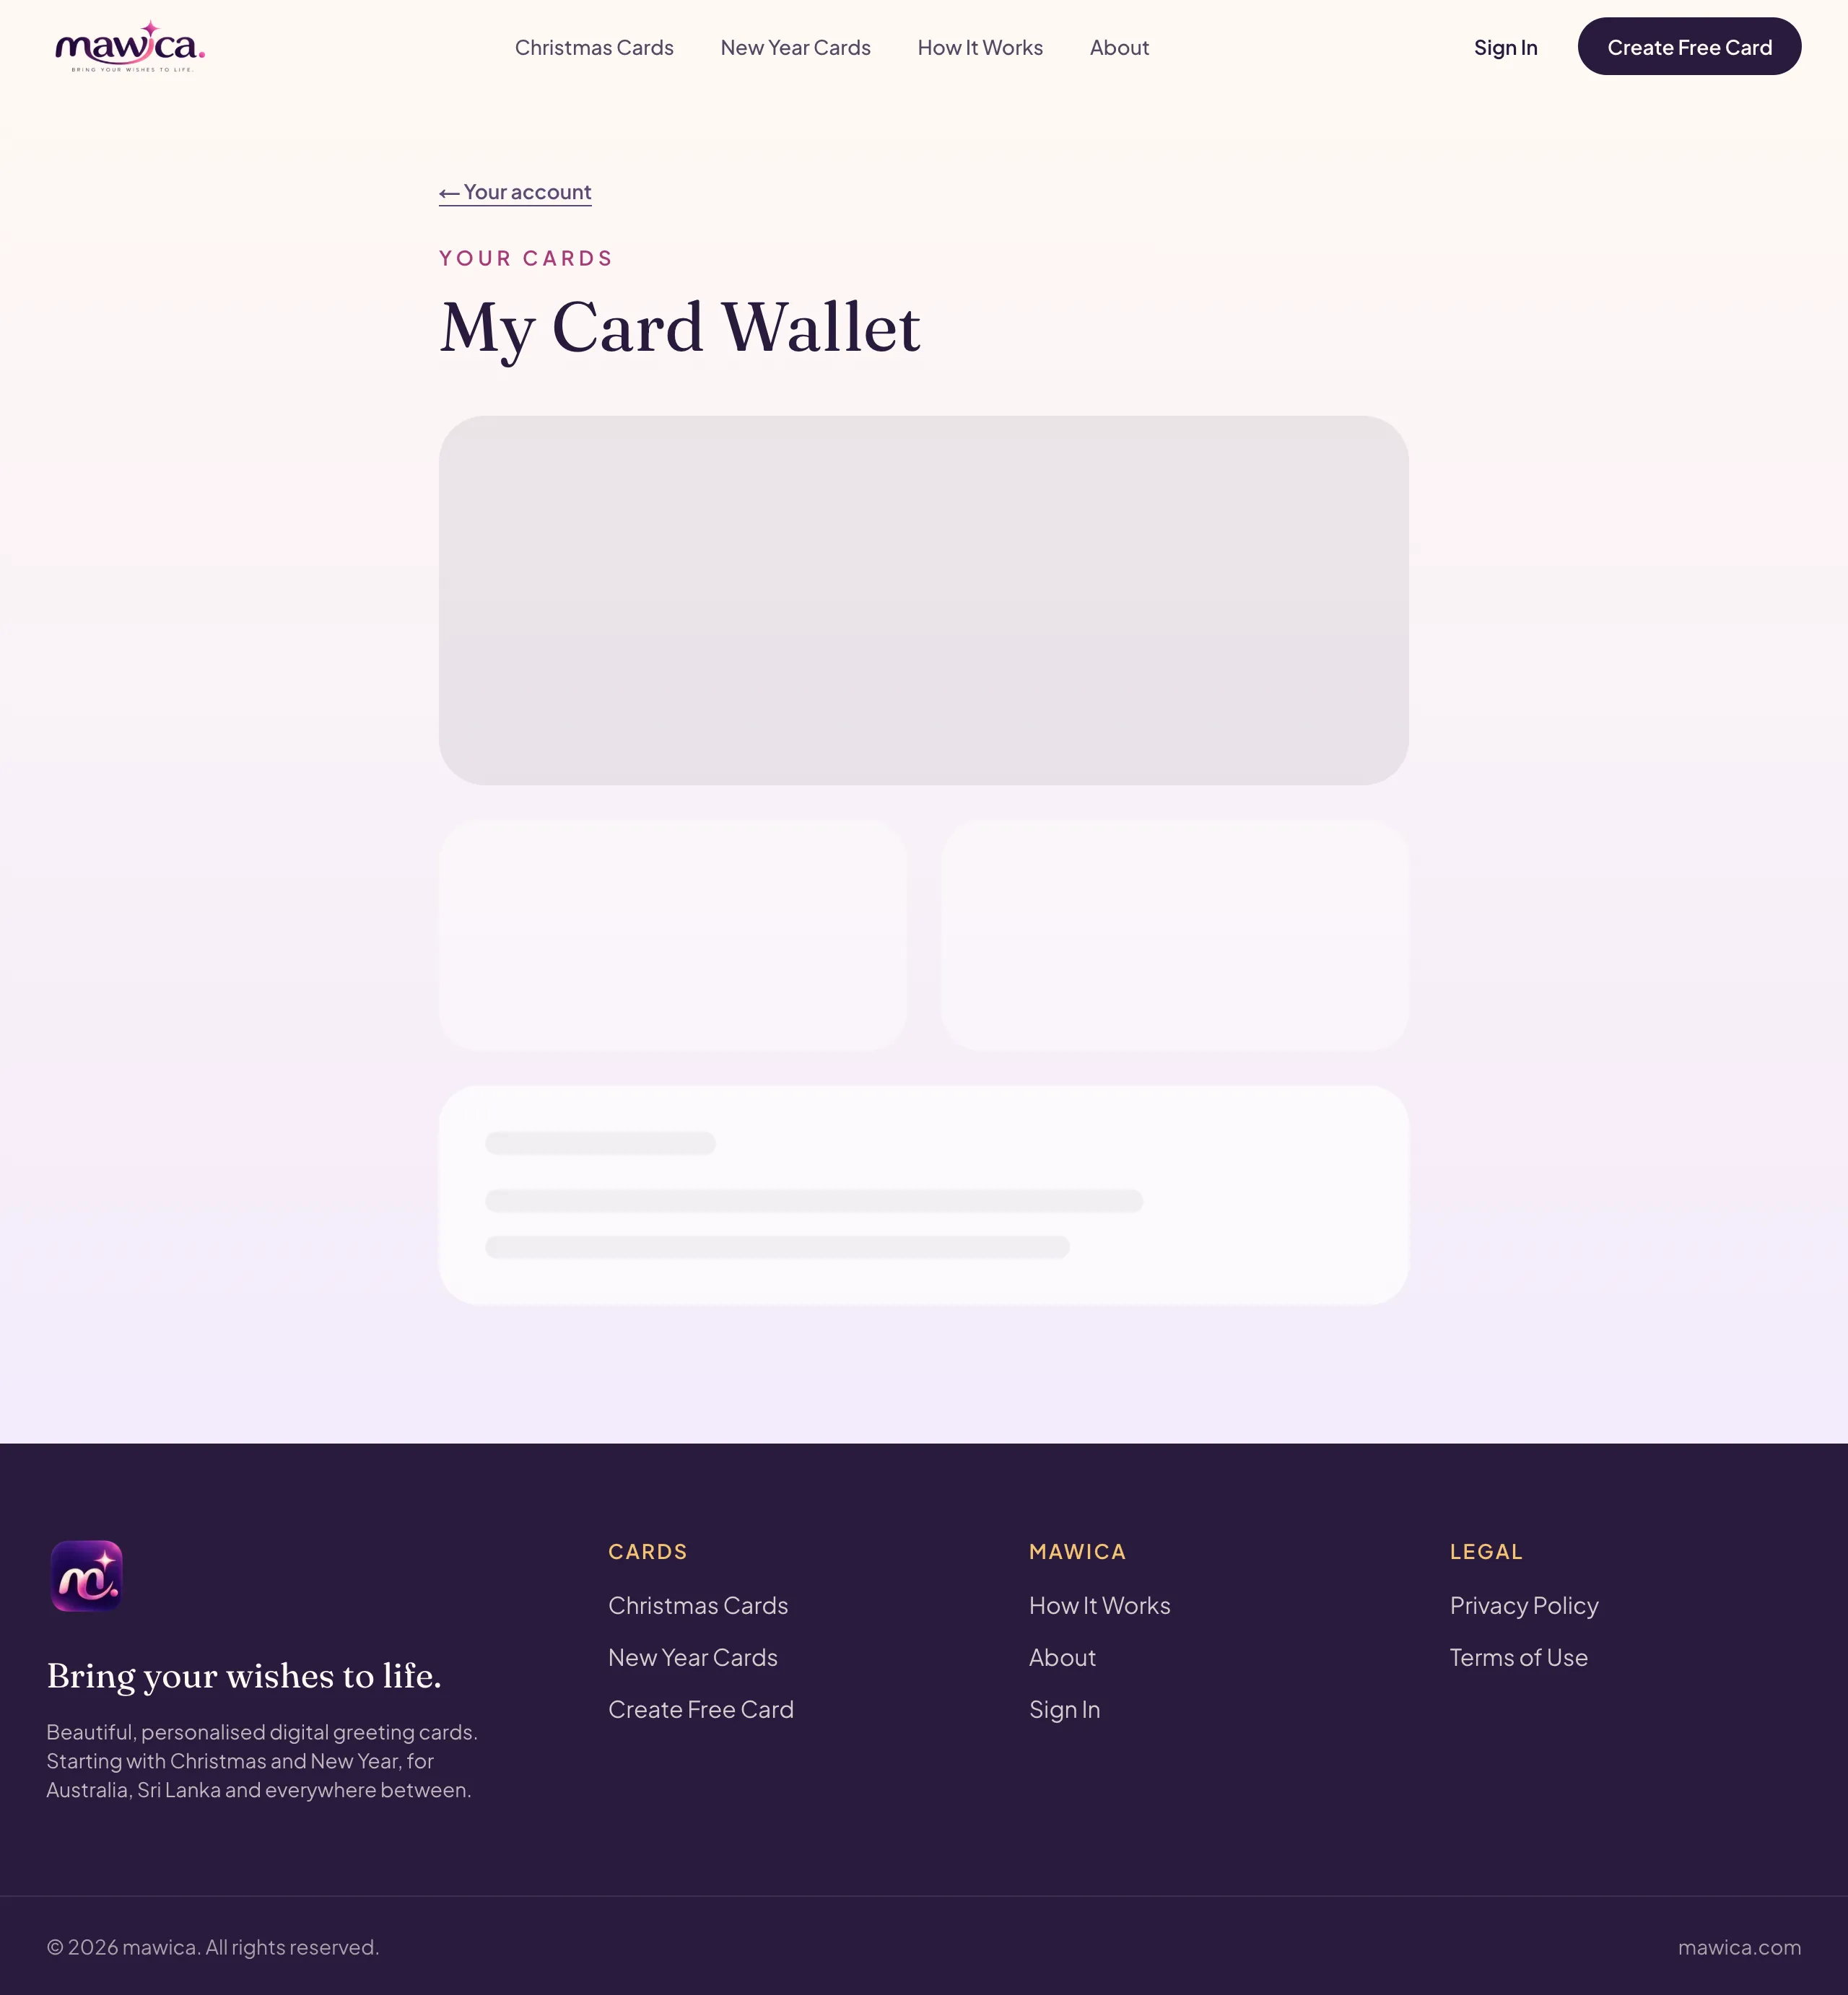 mawica.
BRING YOUR WISHES TO LIFE.
Christmas Cards
New Year Cards
How It Works
About
Sign In
Create Free Card
← Your account
YOUR CARDS
My Card Wallet
m.
Bring your wishes to life.
Beautiful, personalised digital greeting cards.
Starting with Christmas and New Year, for
Australia, Sri Lanka and everywhere between.
CARDS
Christmas Cards
New Year Cards
Create Free Card
MAWICA
How It Works
About
Sign In
LEGAL
Privacy Policy
Terms of Use
© 2026 mawica. All rights reserved.
mawica.com